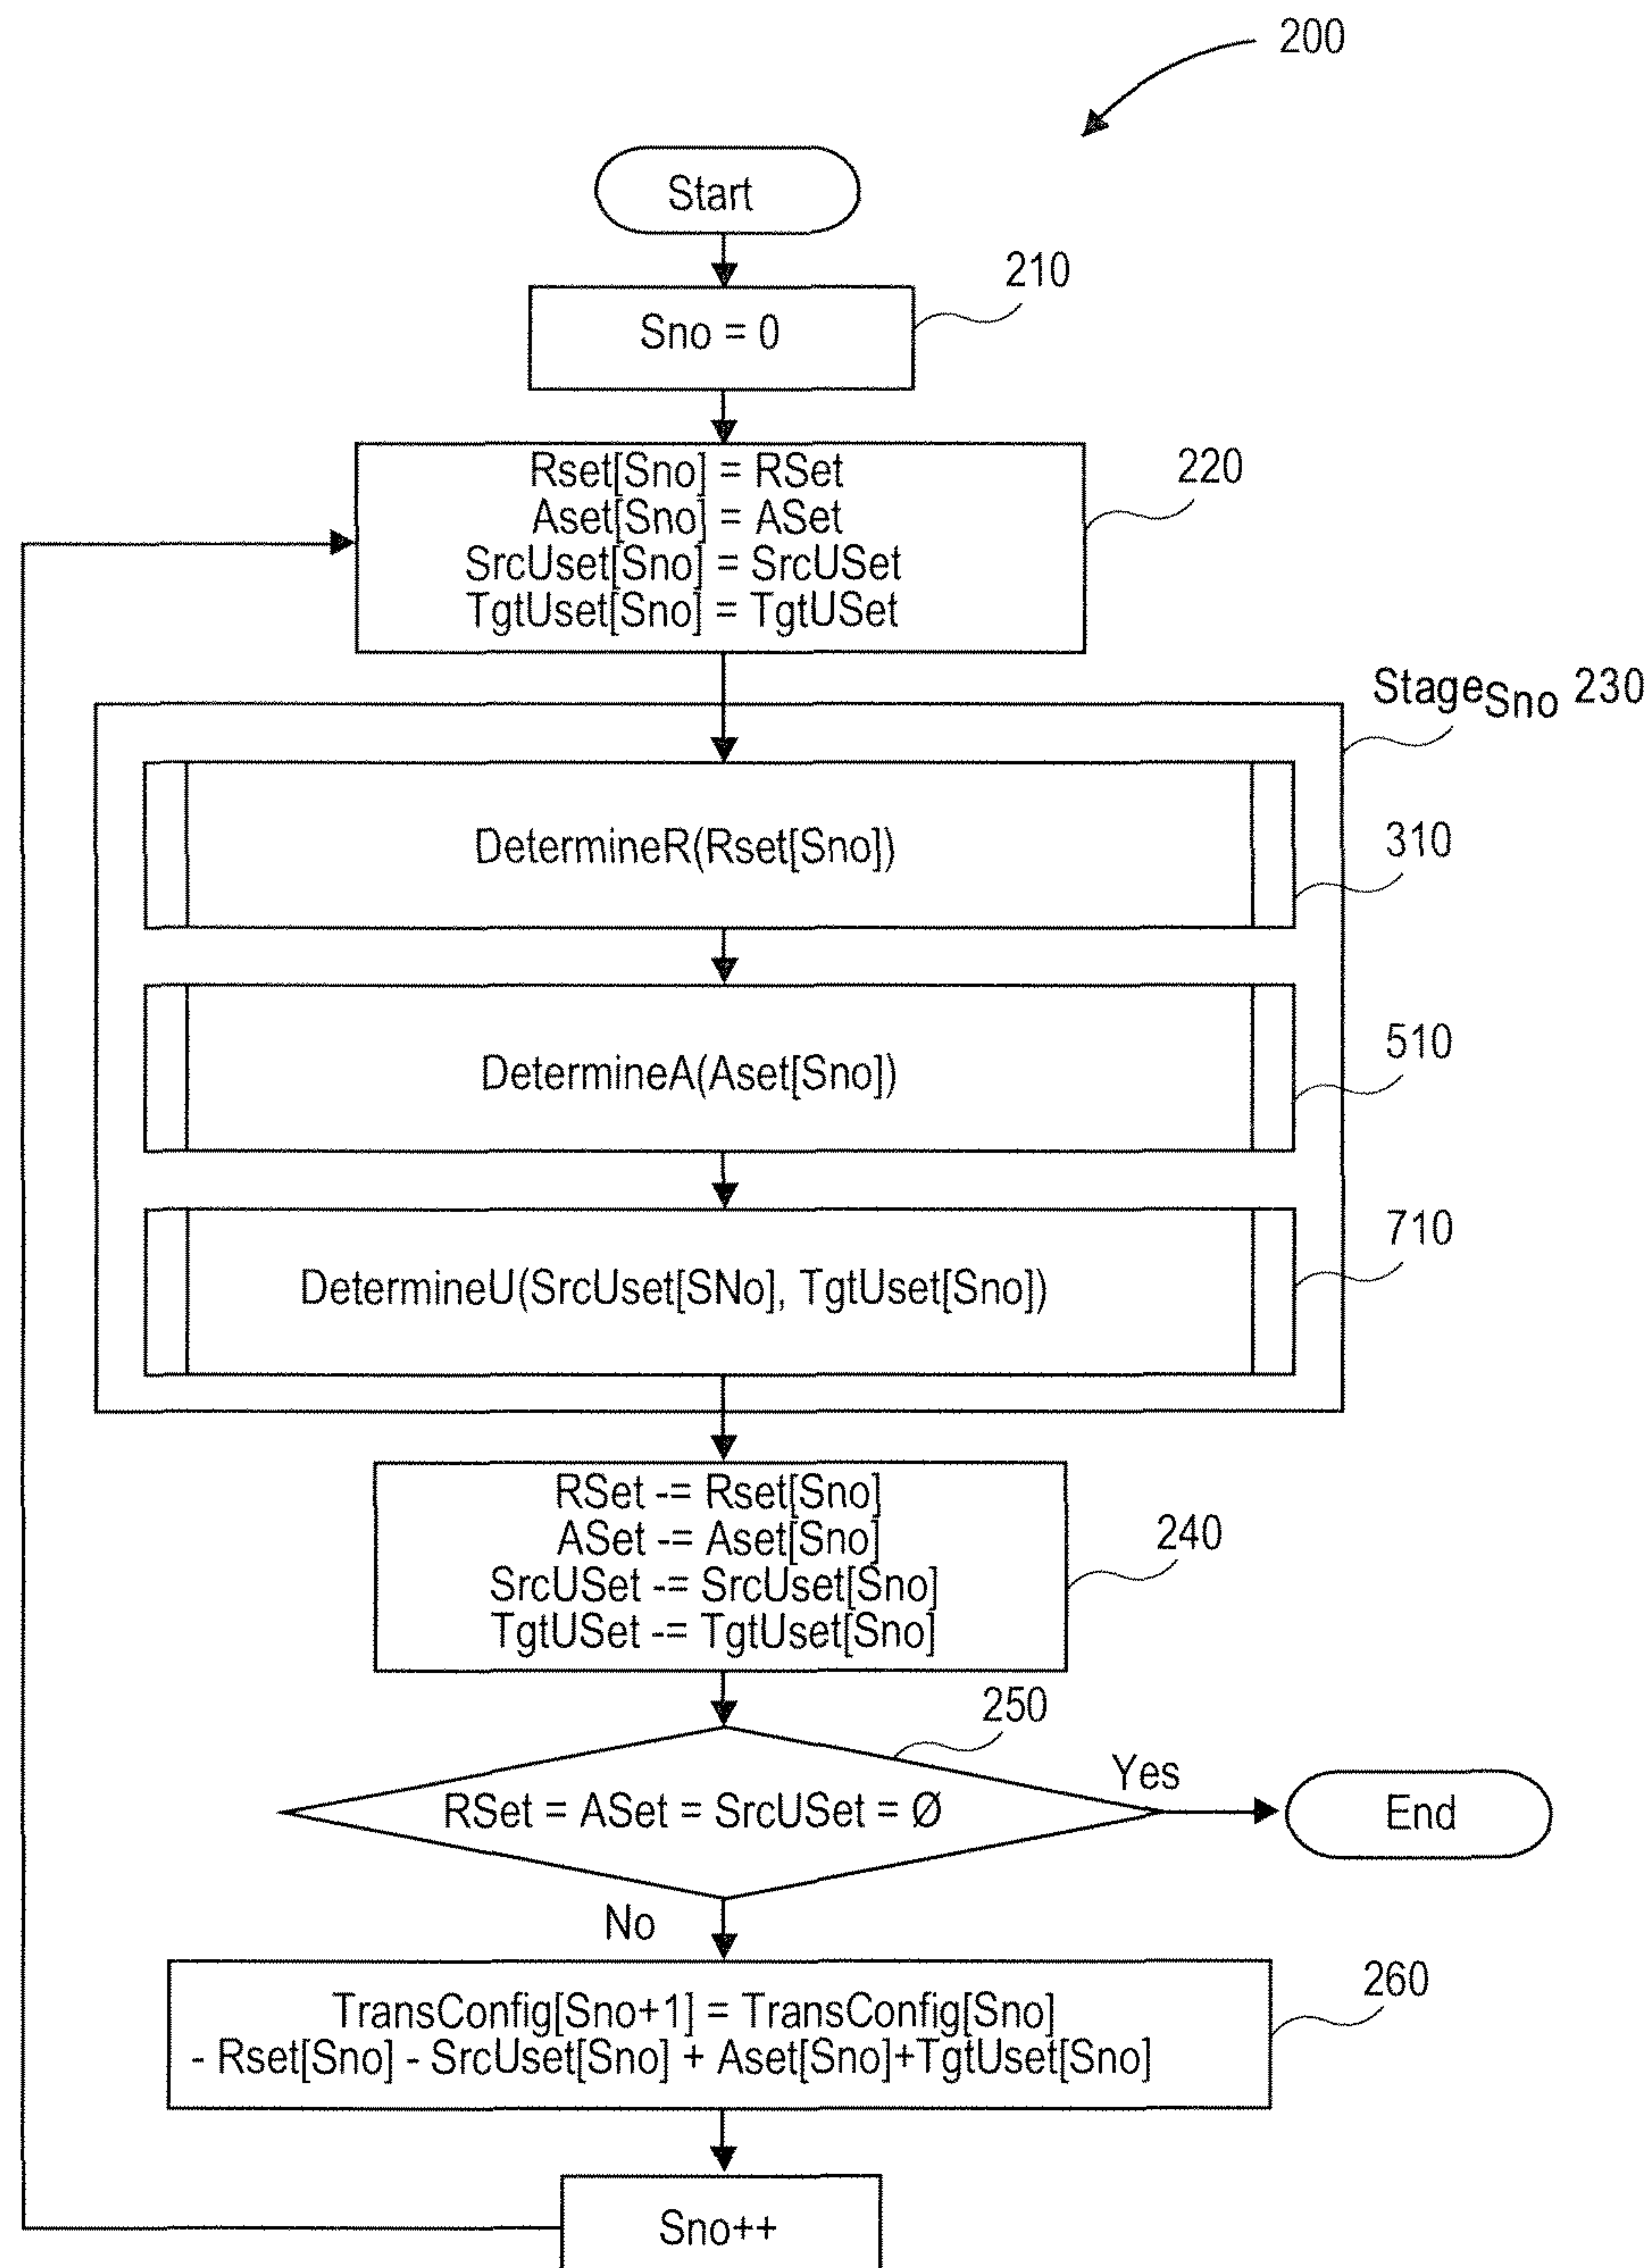 200
Start
210
Sno = 0
220
Rset[Sno] = RSet
Aset[Sno] = ASet
SrcUset[Sno] = SrcUSet
TgtUset[Sno] = TgtUSet
StageSno 230
DetermineR(Rset[Sno])
310
DetermineA(Aset[Sno])
510
DetermineU(SrcUset[SNo], TgtUset[Sno])
710
RSet -= Rset[Sno]
ASet -= Aset[Sno]
SrcUSet -= SrcUset[Sno]
TgtUSet -= TgtUset[Sno]
240
250
RSet = ASet = SrcUSet = Ø
Yes
End
No
TransConfig[Sno+1] = TransConfig[Sno]
- Rset[Sno] - SrcUset[Sno] + Aset[Sno]+TgtUset[Sno]
260
Sno++